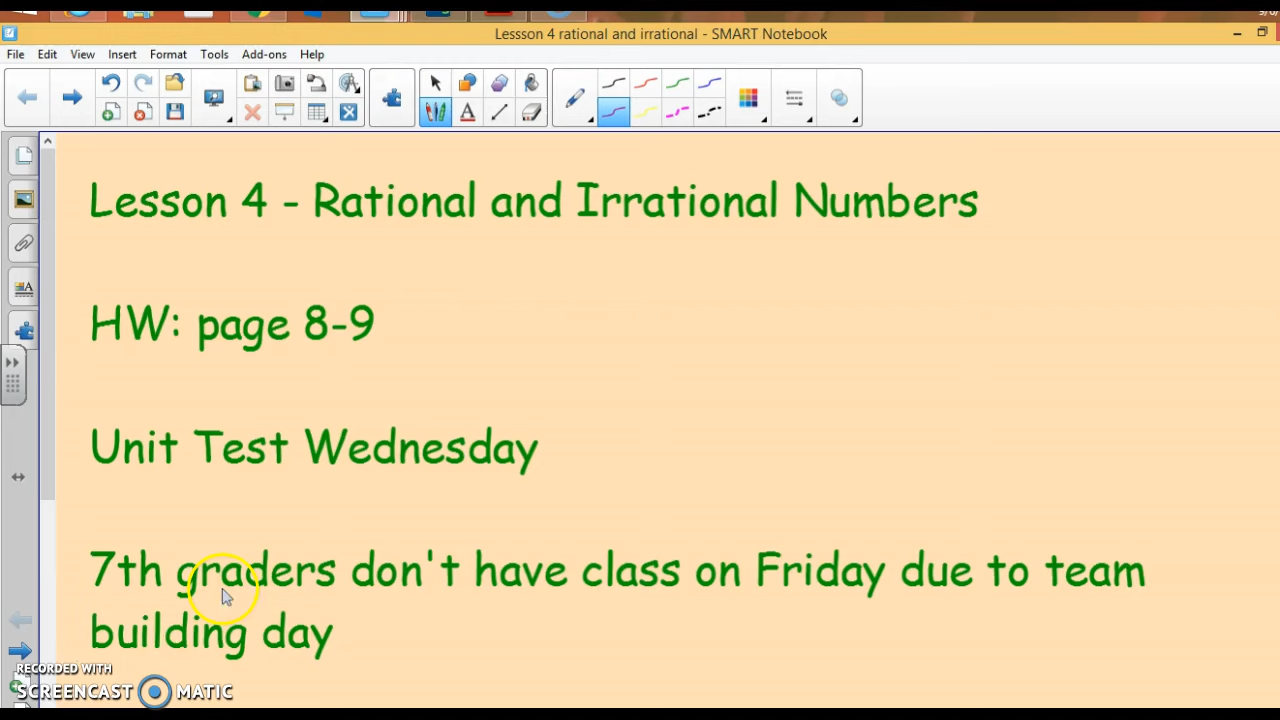 Lessson 4 rational and irrational - SMART Notebook
File Edit View Insert Format Tools Add-ons Help
Lesson 4 - Rational and Irrational Numbers
HW: page 8-9
Unit Test Wednesday
7th graders don't have class on Friday due to team
building day
RECORDED WITH
SCREENCAST MATIC